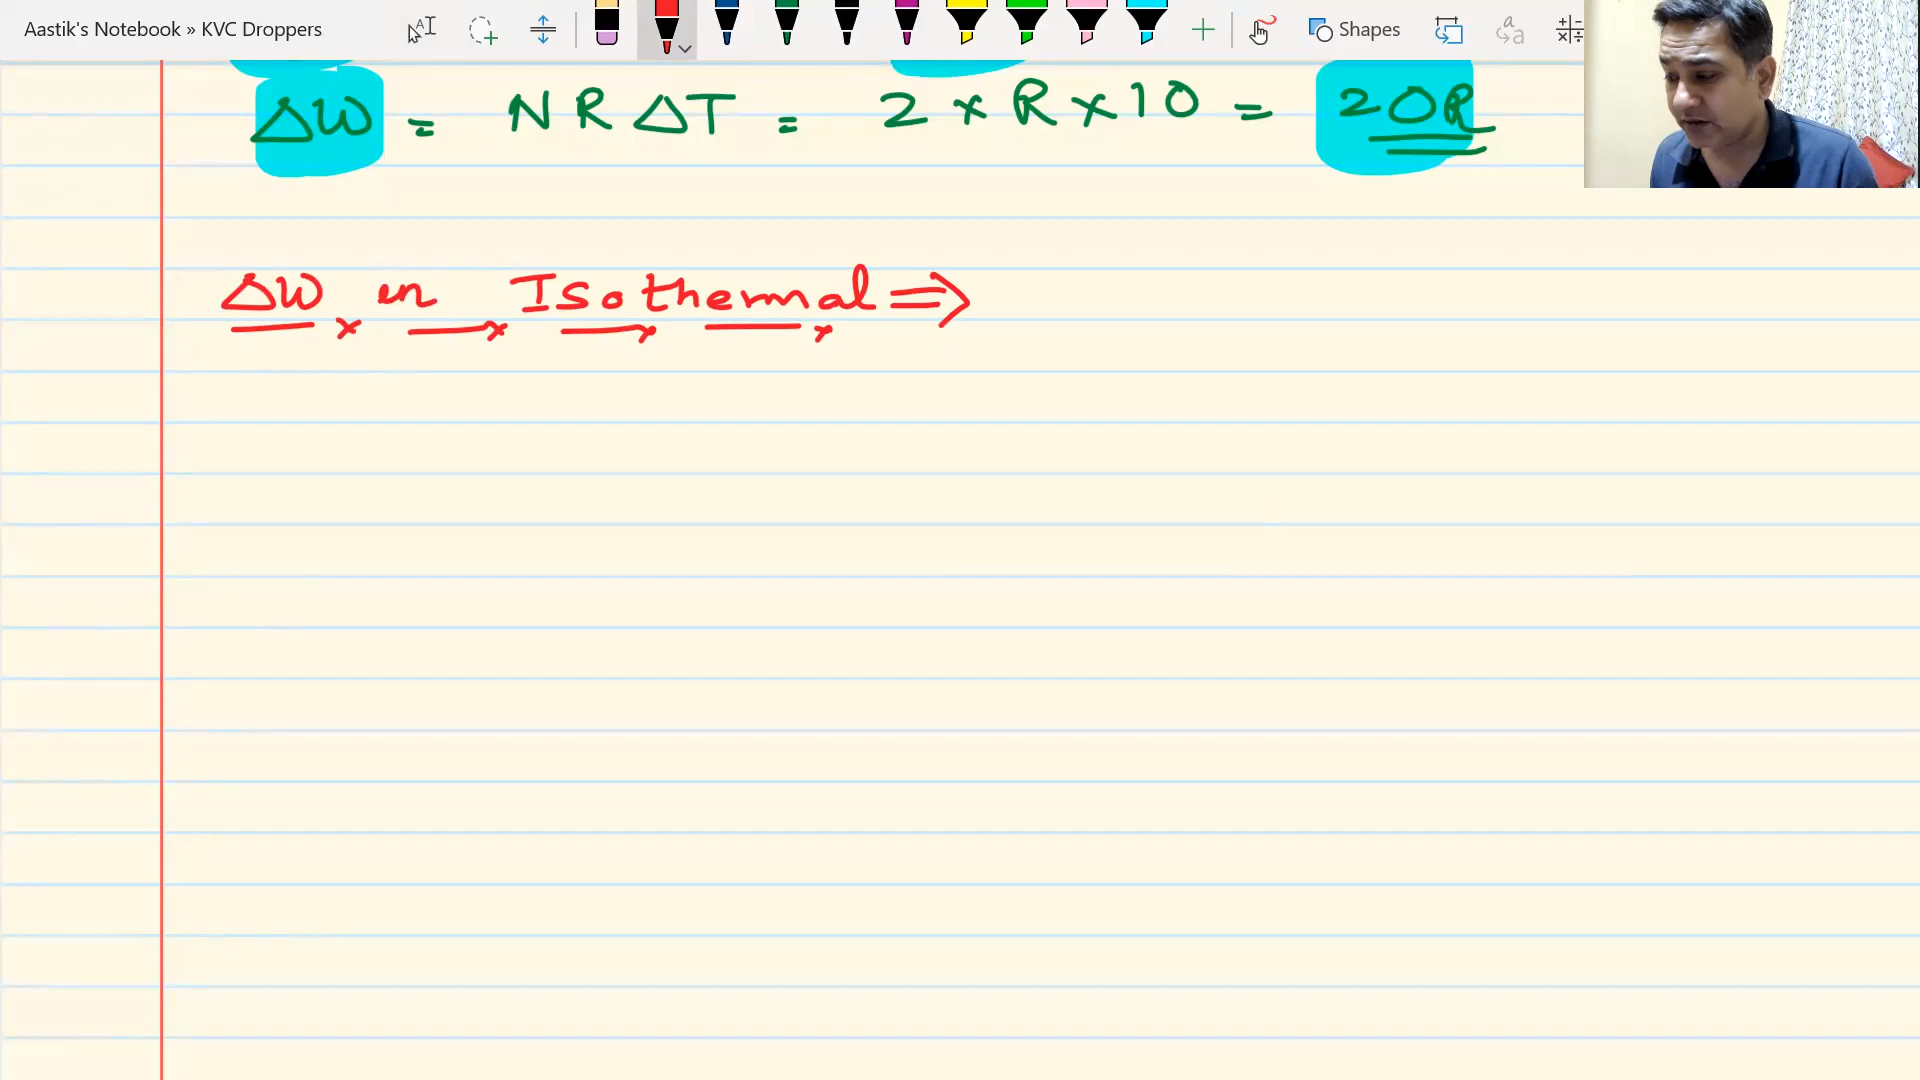 Aastik's Notebook » KVC Droppers
Shapes
ΔW = NRΔT = 2 × R × 10 = 20R
ΔW in Isothermal ⇒